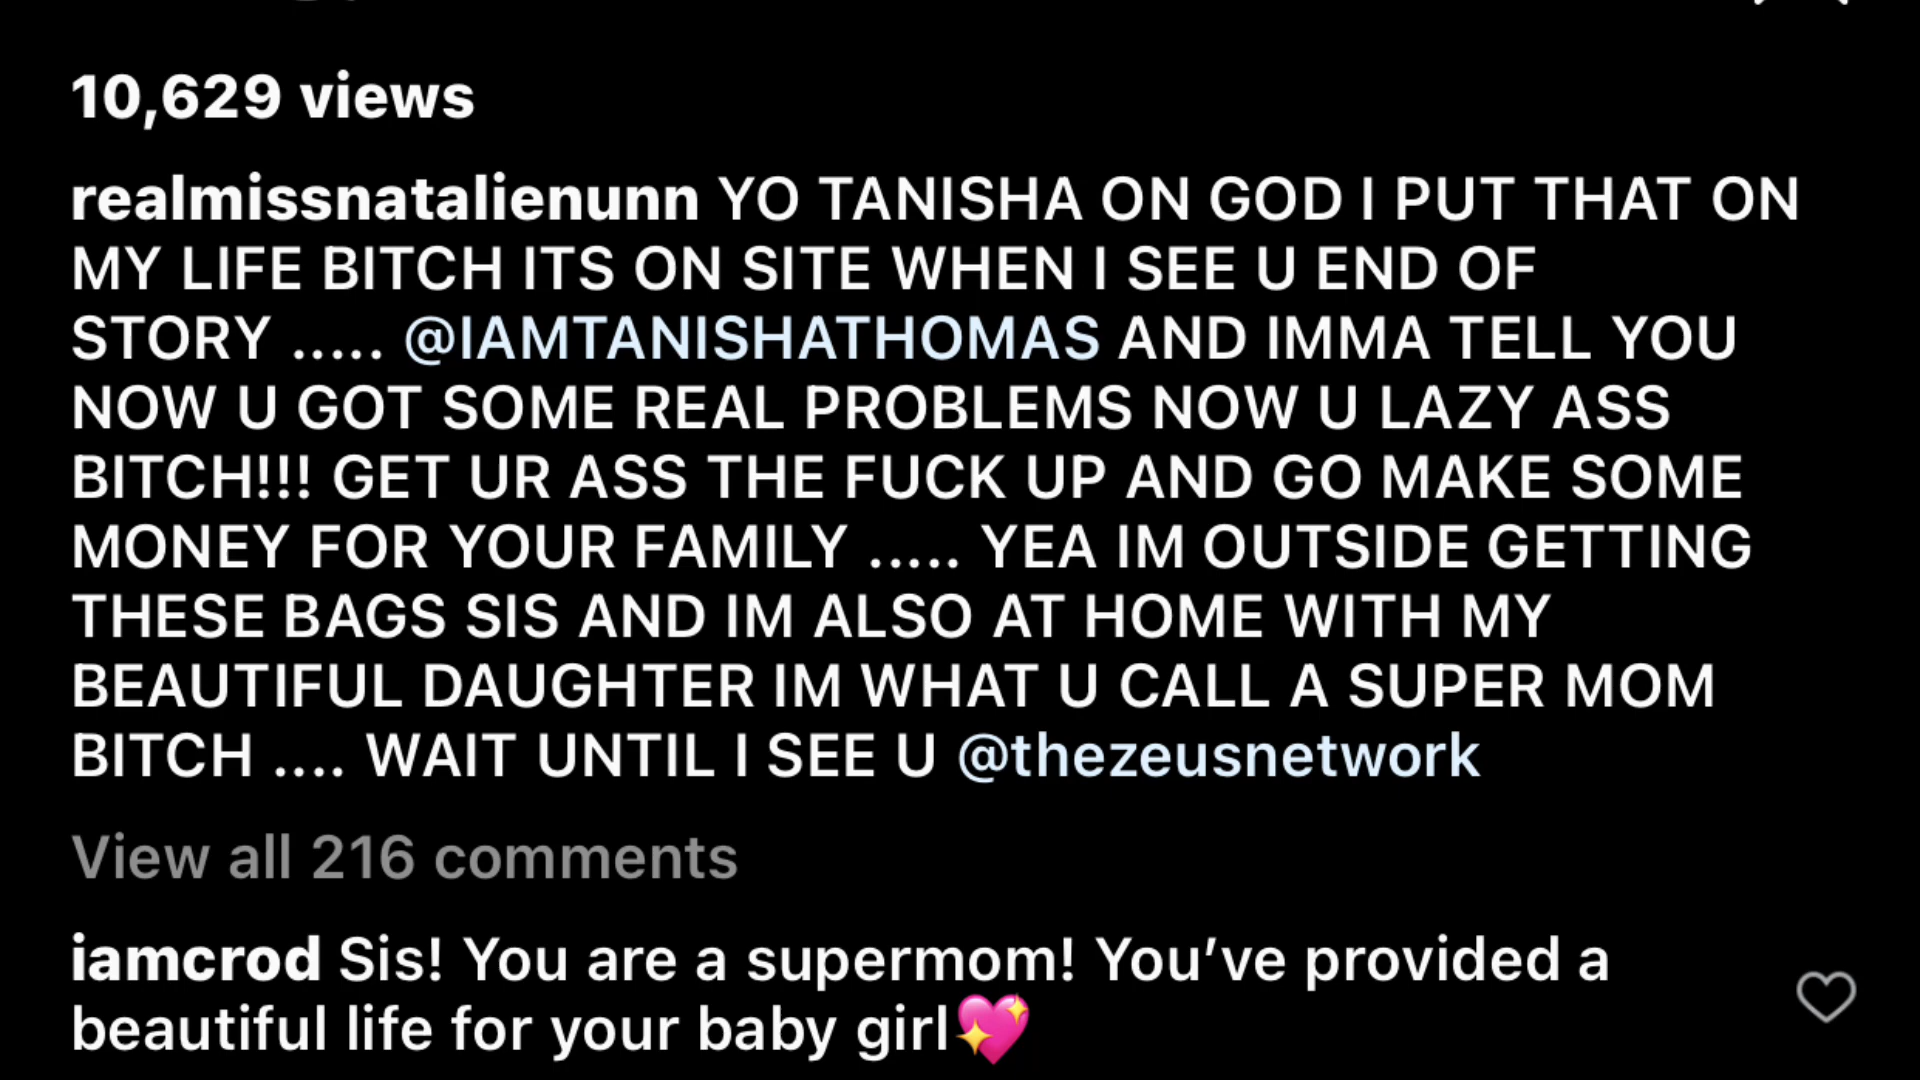 10,629 views
realmissnatalienunn YO TANISHA ON GOD I PUT THAT ON
MY LIFE BITCH ITS ON SITE WHEN I SEE U END OF
STORY ..... @IAMTANISHATHOMAS AND IMMA TELL YOU
NOW U GOT SOME REAL PROBLEMS NOW U LAZY ASS
BITCH!!! GET UR ASS THE FUCK UP AND GO MAKE SOME
MONEY FOR YOUR FAMILY ..... YEA IM OUTSIDE GETTING
THESE BAGS SIS AND IM ALSO AT HOME WITH MY
BEAUTIFUL DAUGHTER IM WHAT U CALL A SUPER MOM
BITCH .... WAIT UNTIL I SEE U @thezeusnetwork
View all 216 comments
iamcrod Sis! You are a supermom! You’ve provided a
beautiful life for your baby girl💖